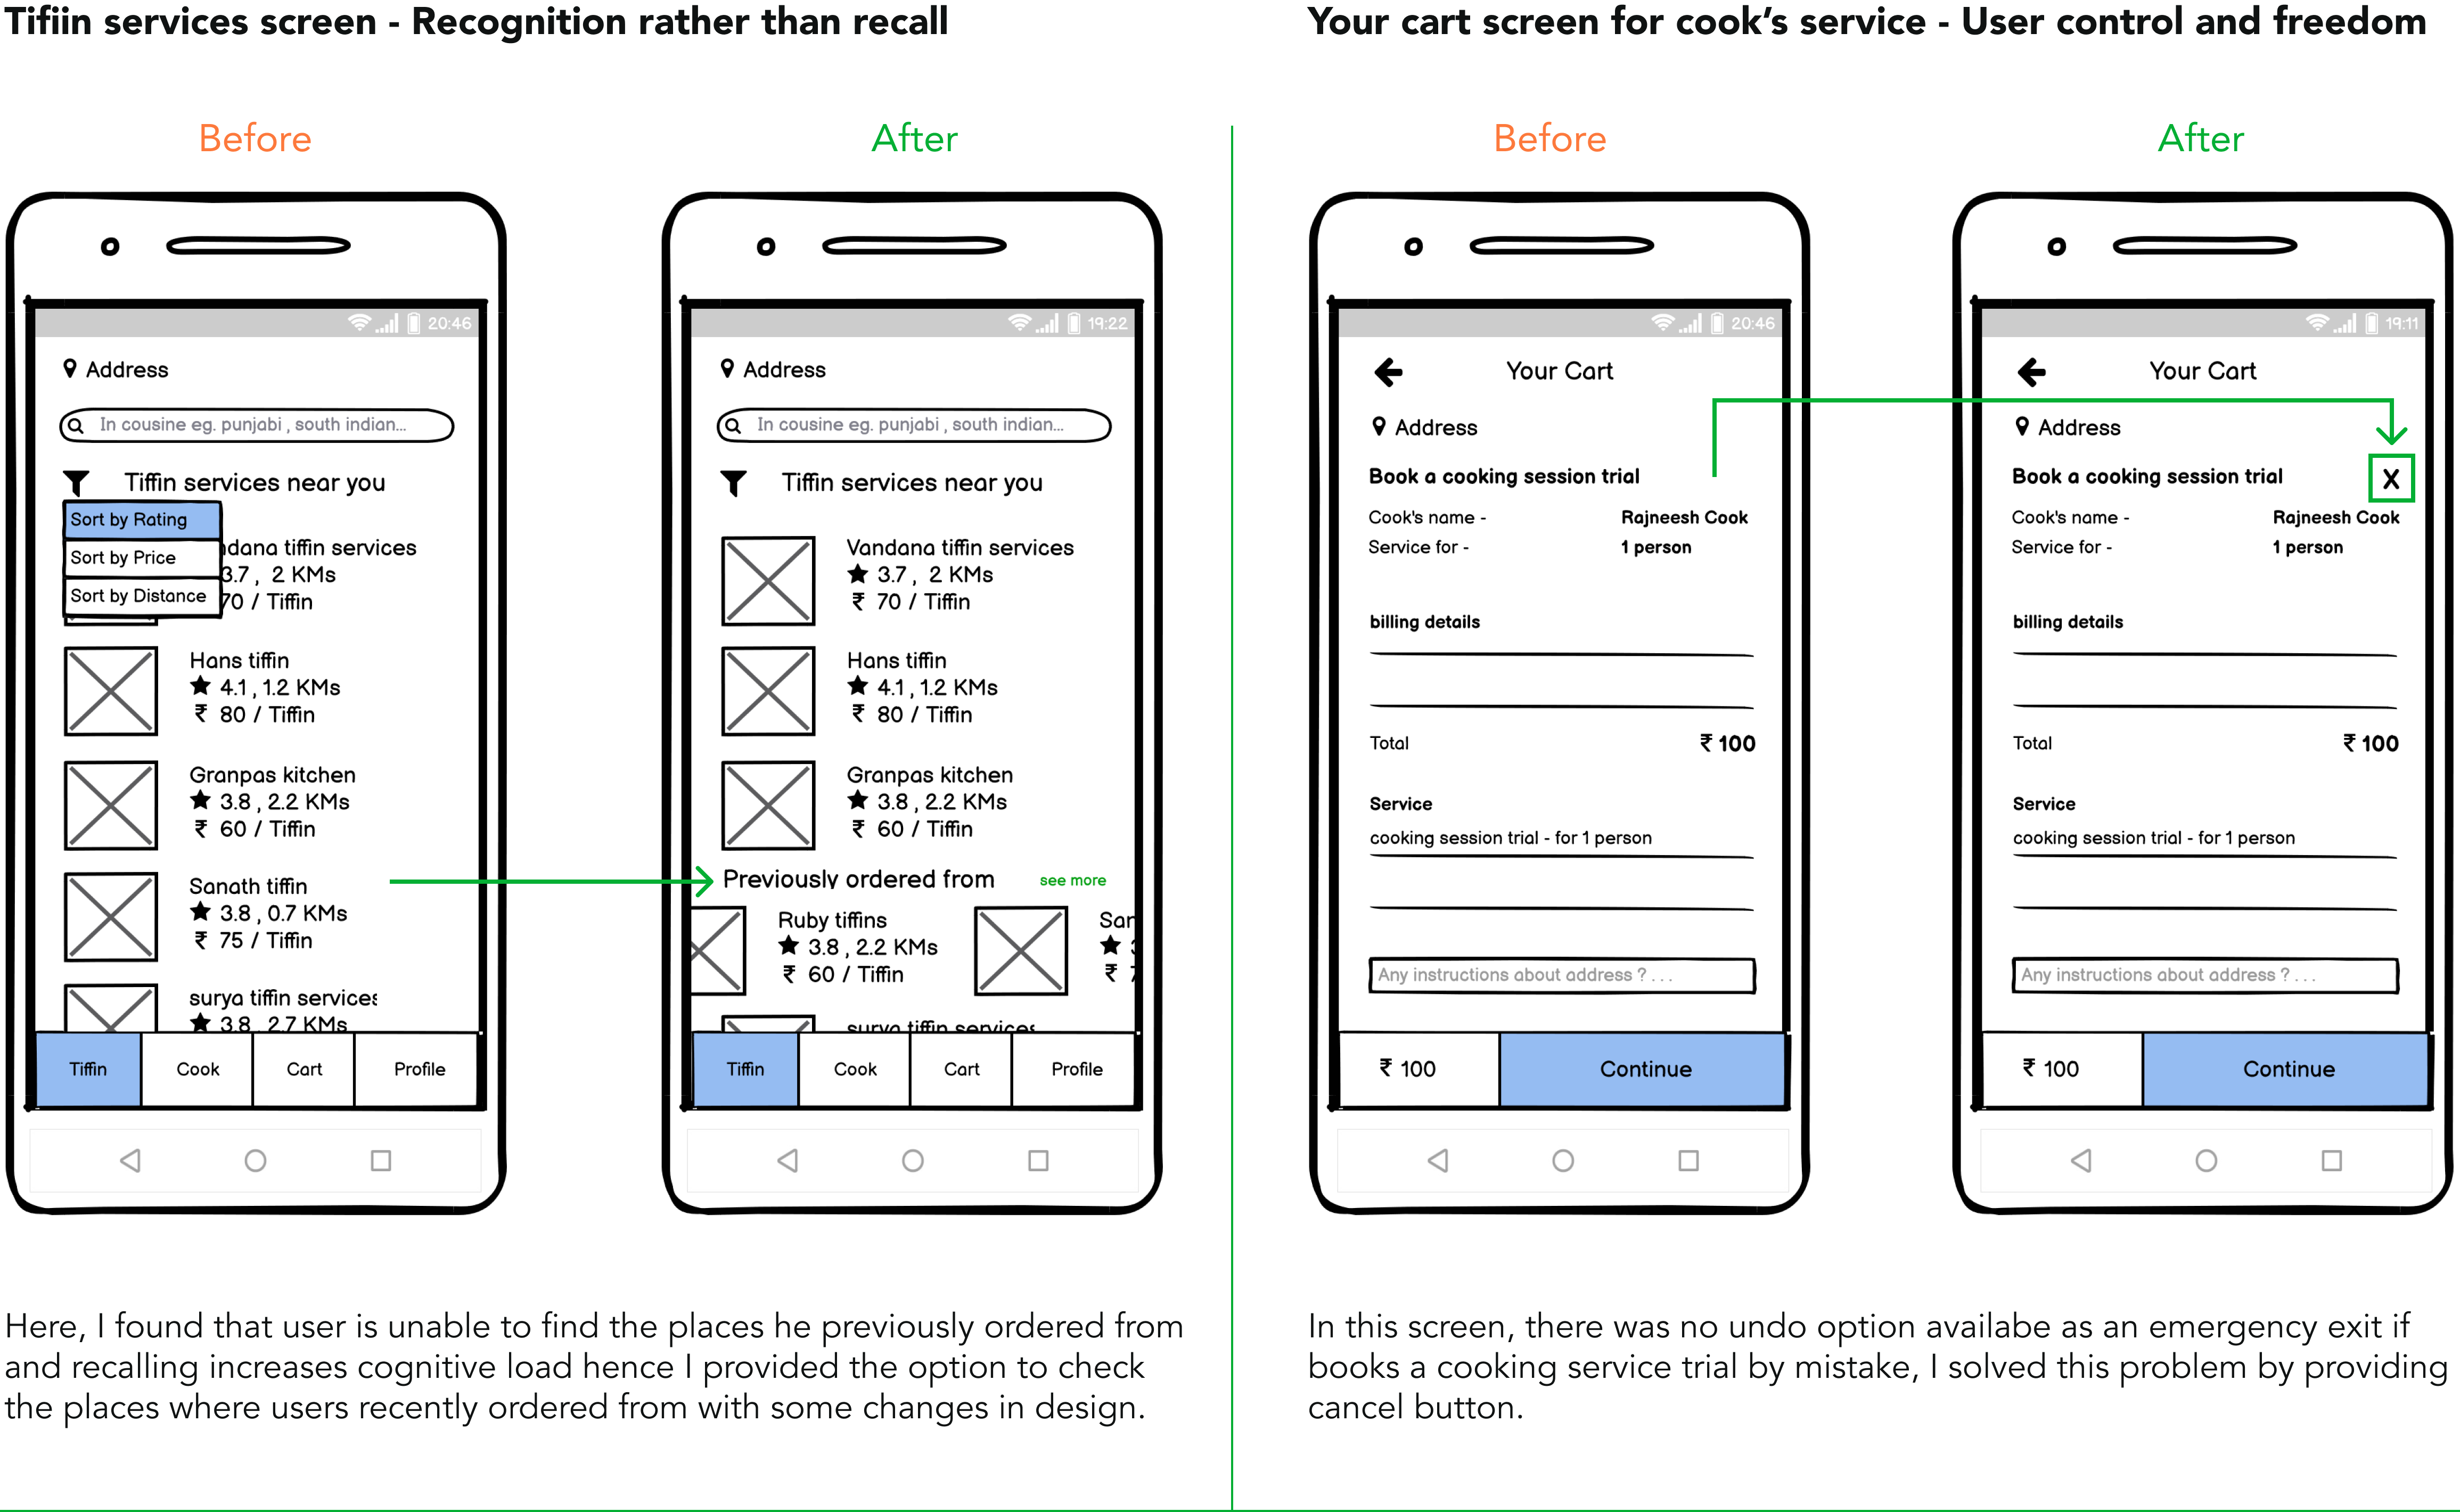 Tifiin services screen - Recognition rather than recall
Before
After
20:46
Address
In cousine eg. punjabi , south indian...
Tiffin services near you
Sort by Rating
Sort by Price
Sort by Distance
ndana tiffin services
3.7 , 2 KMs
70 / Tiffin
Hans tiffin
4.1 , 1.2 KMs
₹ 80 / Tiffin
Granpas kitchen
3.8 , 2.2 KMs
₹ 60 / Tiffin
Sanath tiffin
3.8 , 0.7 KMs
₹ 75 / Tiffin
surya tiffin services
3.8 2.7 KMs
Tiffin Cook Cart Profile
19:22
Address
In cousine eg. punjabi , south indian...
Tiffin services near you
Vandana tiffin services
3.7 , 2 KMs
₹ 70 / Tiffin
Hans tiffin
4.1 , 1.2 KMs
₹ 80 / Tiffin
Granpas kitchen
3.8 , 2.2 KMs
₹ 60 / Tiffin
Previously ordered from see more
Ruby tiffins San
3.8 , 2.2 KMs
₹ 60 / Tiffin ₹
surya tiffin services
Tiffin Cook Cart Profile
Here, I found that user is unable to find the places he previously ordered from
and recalling increases cognitive load hence I provided the option to check
the places where users recently ordered from with some changes in design.
Your cart screen for cook’s service - User control and freedom
Before
After
20:46
Your Cart
Address
Book a cooking session trial
Cook's name - Rajneesh Cook
Service for - 1 person
billing details
Total ₹ 100
Service
cooking session trial - for 1 person
Any instructions about address ? . . .
₹ 100 Continue
19:11
Your Cart
Address
Book a cooking session trial X
Cook's name - Rajneesh Cook
Service for - 1 person
billing details
Total ₹ 100
Service
cooking session trial - for 1 person
Any instructions about address ? . . .
₹ 100 Continue
In this screen, there was no undo option availabe as an emergency exit if
books a cooking service trial by mistake, I solved this problem by providing
cancel button.